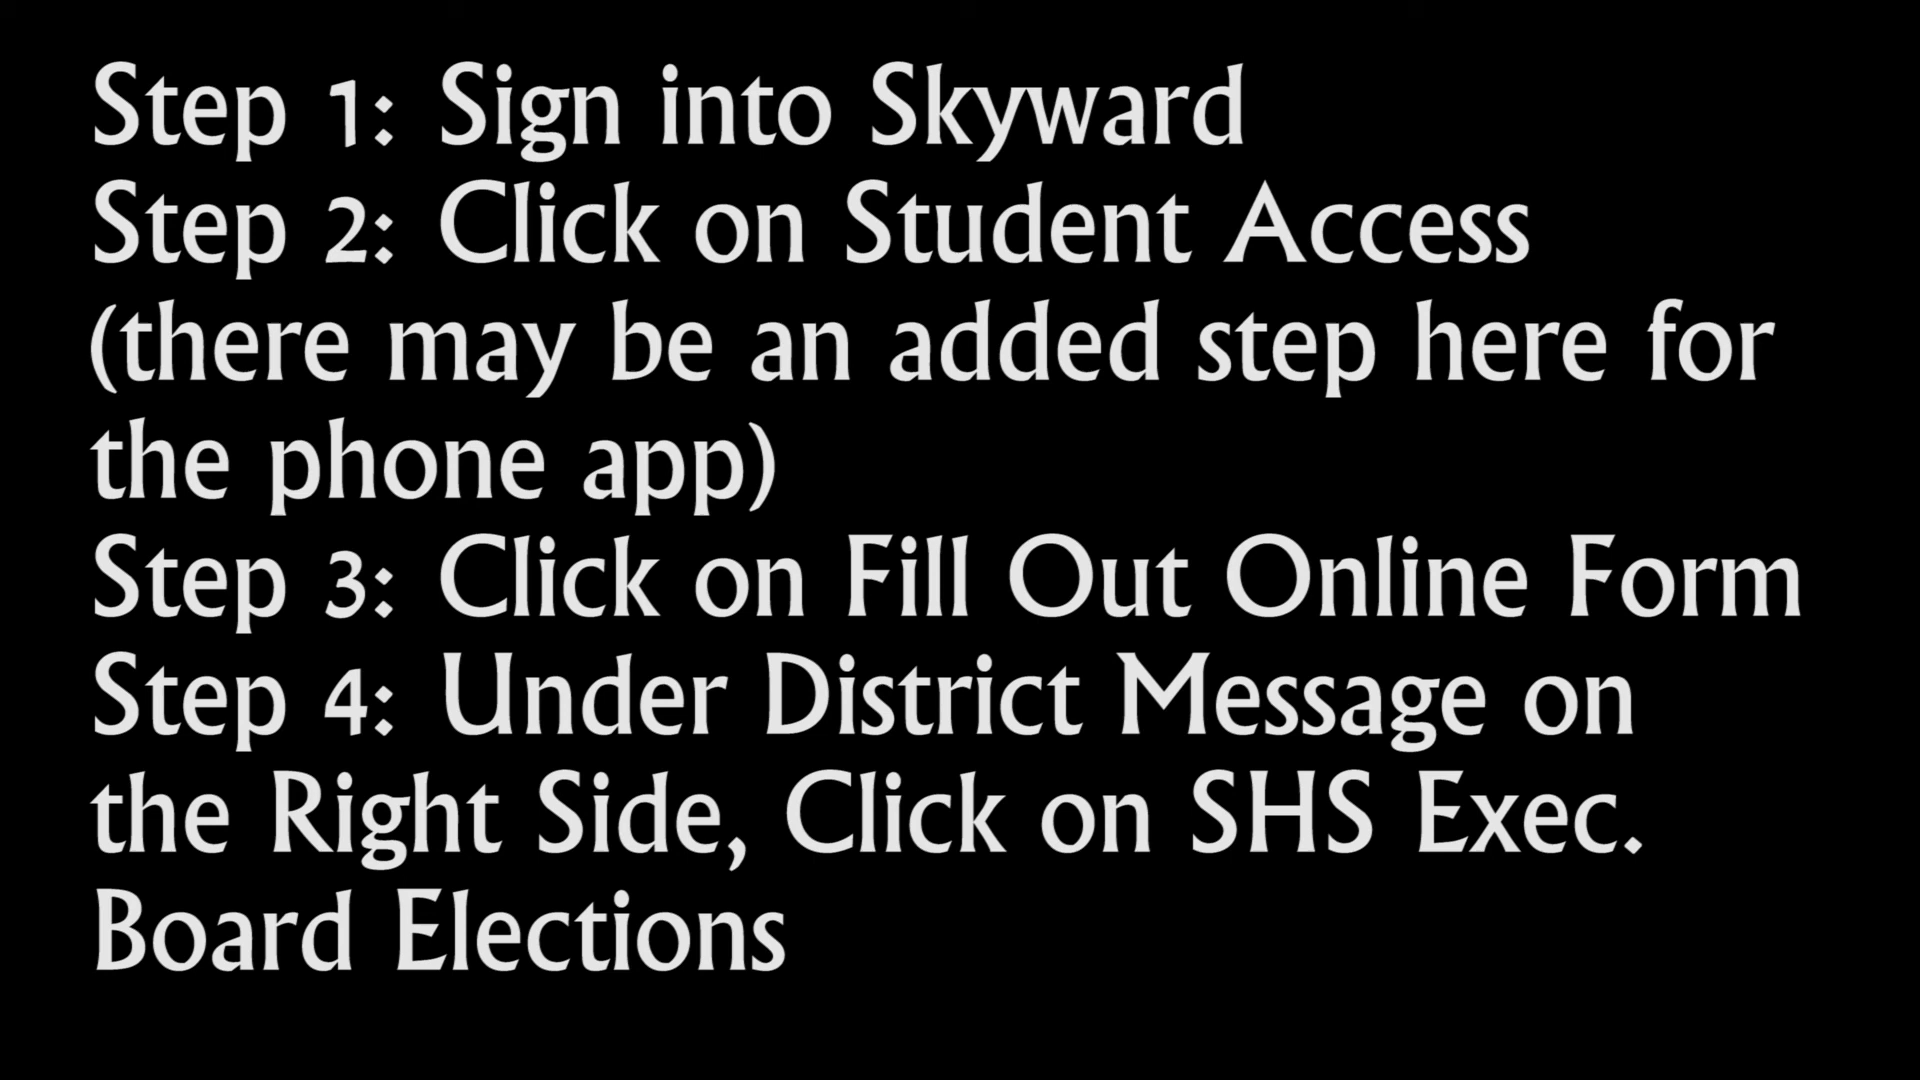 Step 1: Sign into Skyward
Step 2: Click on Student Access
(there may be an added step here for
the phone app)
Step 3: Click on Fill Out Online Form
Step 4: Under District Message on
the Right Side, Click on SHS Exec.
Board Elections